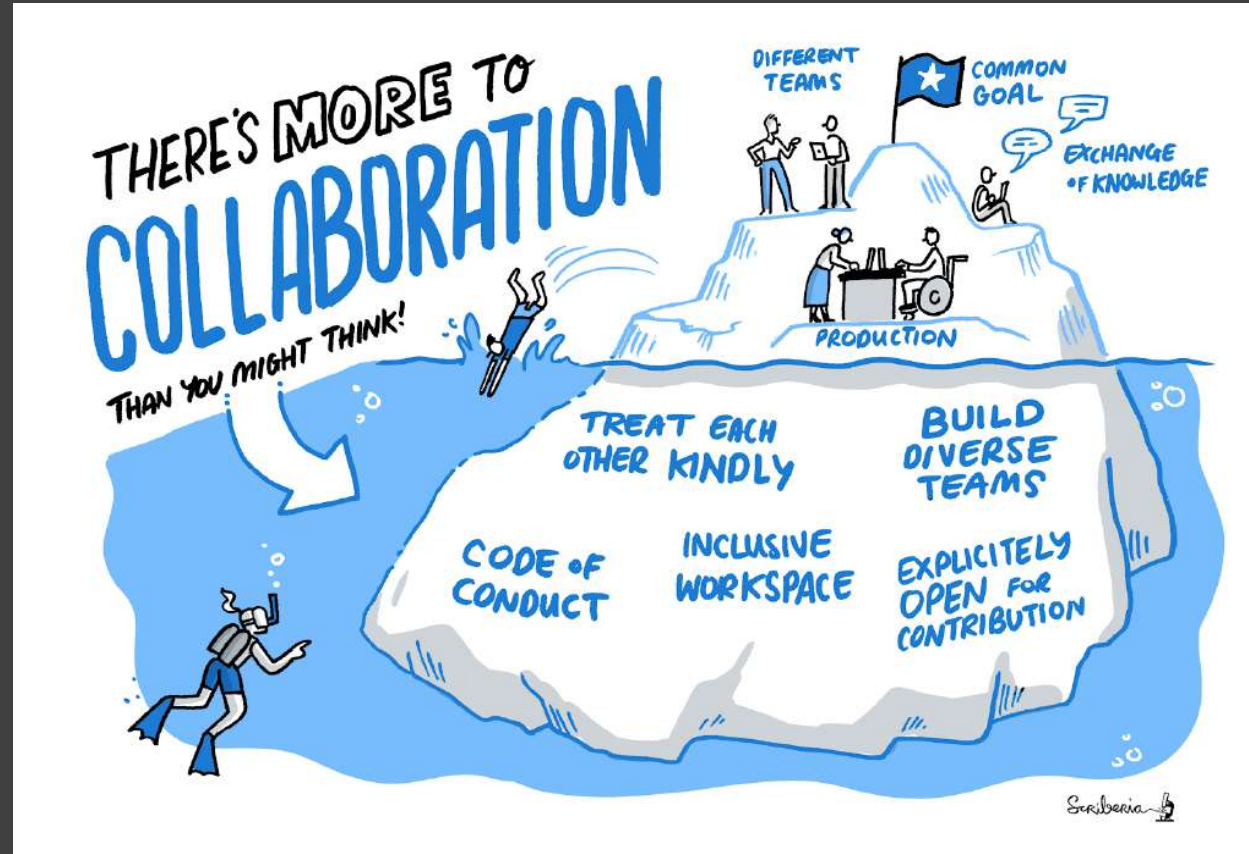 THERE'S MORE TO
COLLABORATION
THAN YOU MIGHT THINK!
DIFFERENT
TEAMS
COMMON
GOAL
EXCHANGE
OF KNOWLEDGE
PRODUCTION
TREAT EACH
OTHER KINDLY
BUILD
DIVERSE
TEAMS
CODE OF
CONDUCT
INCLUSIVE
WORKSPACE
EXPLICITELY
OPEN FOR
CONTRIBUTION
Scriberia